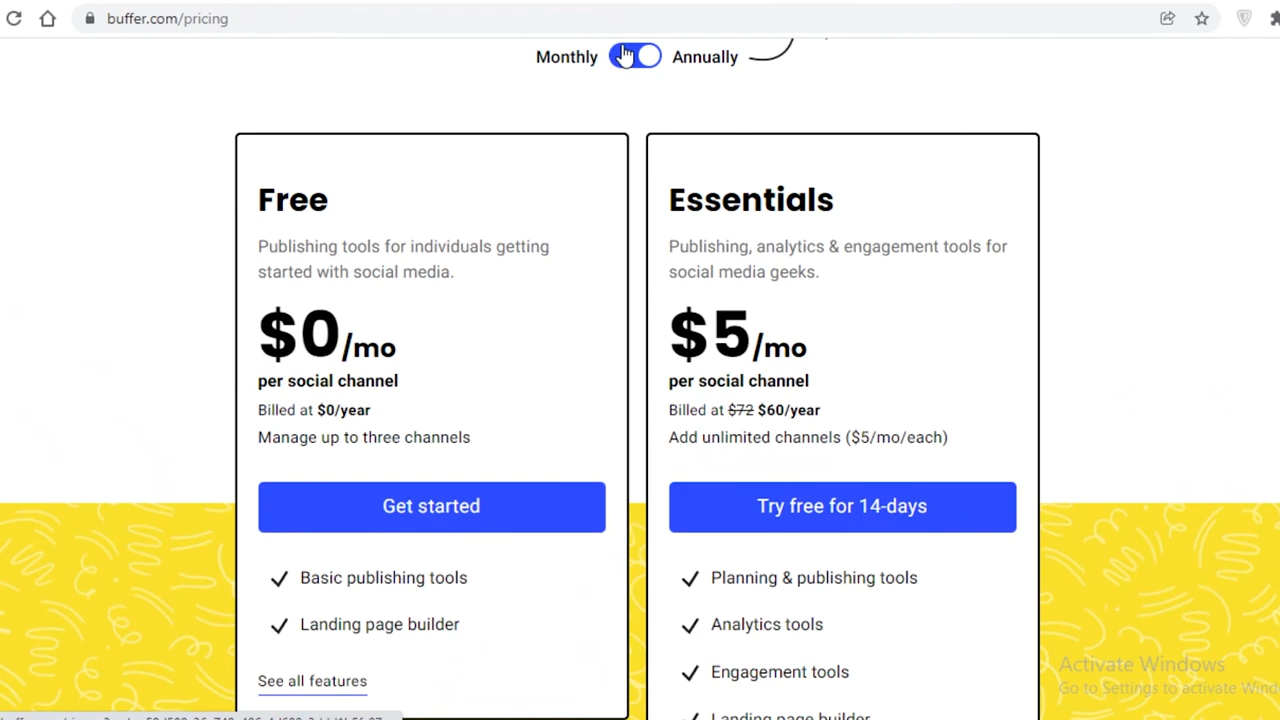 buffer.com/pricing
Monthly Annually
Free
Publishing tools for individuals getting
started with social media.
$0/mo
per social channel
Billed at $0/year
Manage up to three channels
Get started
Basic publishing tools
Landing page builder
See all features
Essentials
Publishing, analytics & engagement tools for
social media geeks.
$5/mo
per social channel
Billed at $72 $60/year
Add unlimited channels ($5/mo/each)
Try free for 14-days
Planning & publishing tools
Analytics tools
Engagement tools
Landing page builder
Activate Windows
Go to Settings to activate Wind